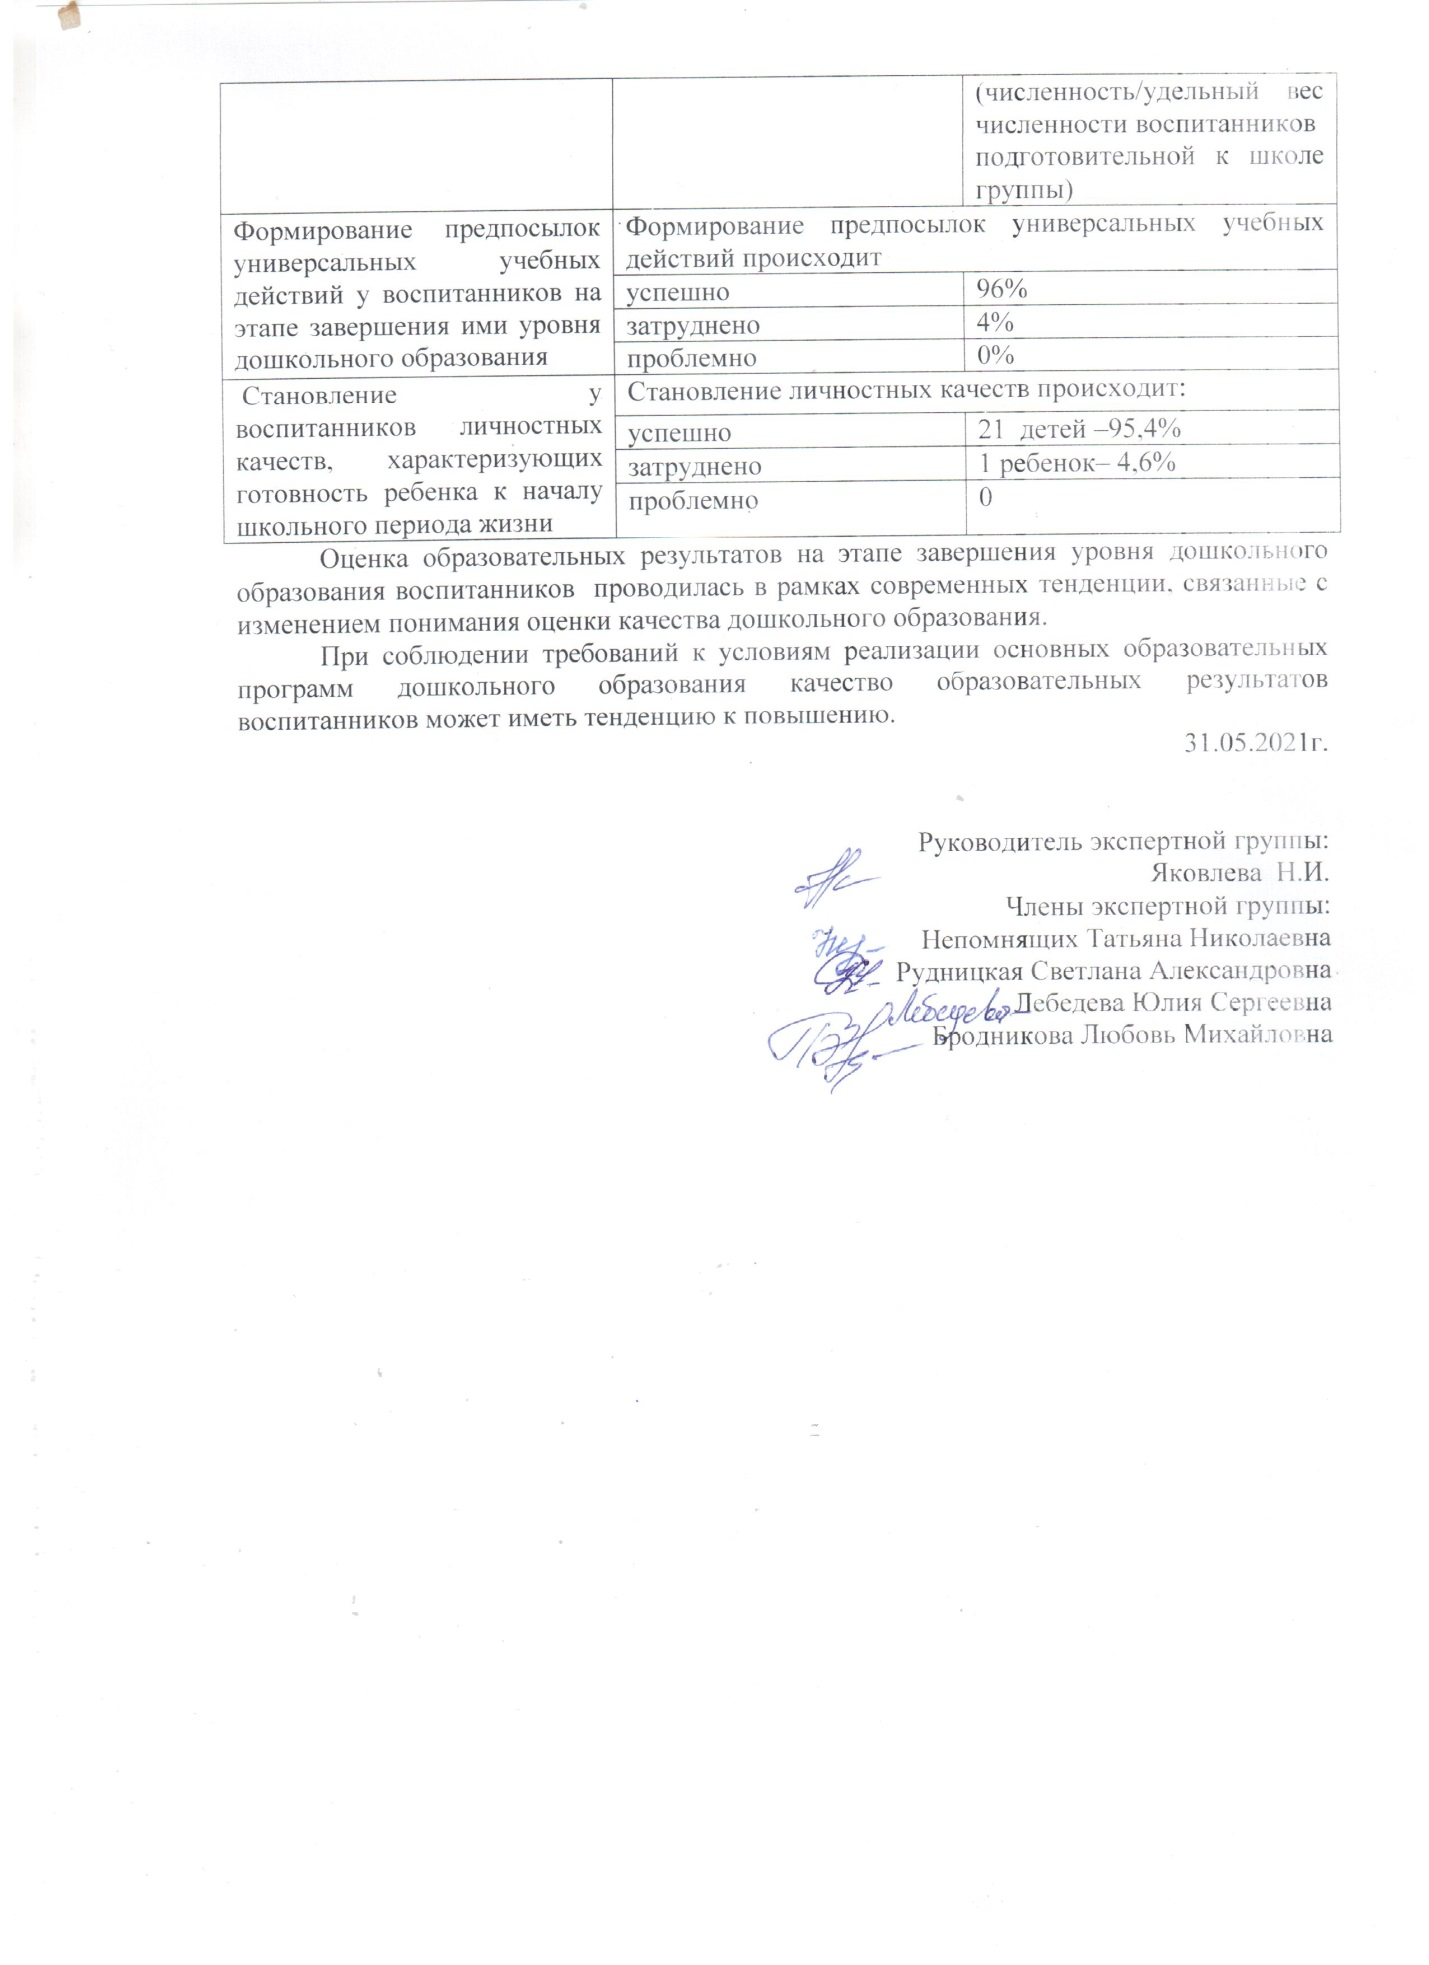 (численность/удельный вес
численности воспитанников
подготовительной к школе
группы)
Формирование предпосылок
универсальных учебных
действий у воспитанников на
этапе завершения ими уровня
дошкольного образования
Формирование предпосылок универсальных учебных
действий происходит
успешно 96%
затруднено 4%
проблемно 0%
Становление у
воспитанников личностных
качеств, характеризующих
готовность ребенка к началу
школьного периода жизни
Становление личностных качеств происходит:
успешно 21 детей –95,4%
затруднено 1 ребенок– 4,6%
проблемно 0
Оценка образовательных результатов на этапе завершения уровня дошкольного
образования воспитанников проводилась в рамках современных тенденции, связанные с
изменением понимания оценки качества дошкольного образования.
При соблюдении требований к условиям реализации основных образовательных
программ дошкольного образования качество образовательных результатов
воспитанников может иметь тенденцию к повышению.
31.05.2021г.
Руководитель экспертной группы:
Яковлева Н.И.
Члены экспертной группы:
Непомнящих Татьяна Николаевна
Рудницкая Светлана Александровна
Лебедева Лебедева Юлия Сергеевна
Бродникова Любовь Михайловна